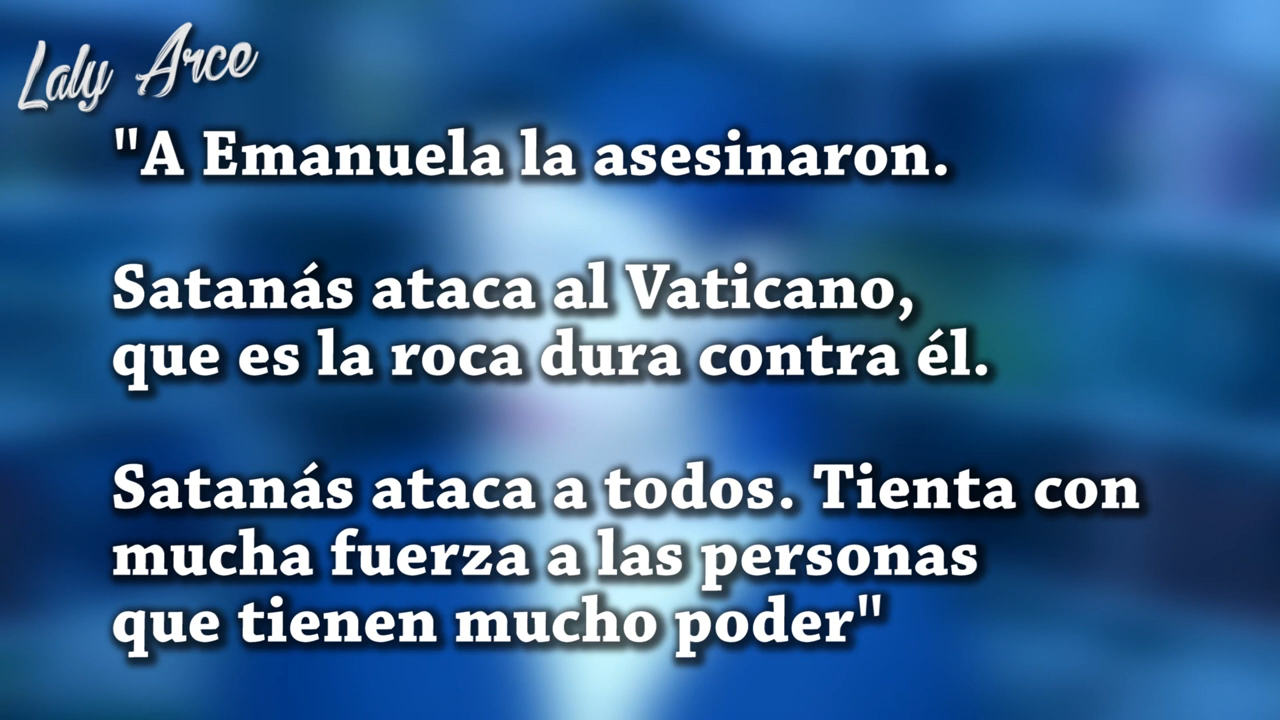 Laly Arce
"A Emanuela la asesinaron.
Satanás ataca al Vaticano,
que es la roca dura contra él.
Satanás ataca a todos. Tienta con
mucha fuerza a las personas
que tienen mucho poder"